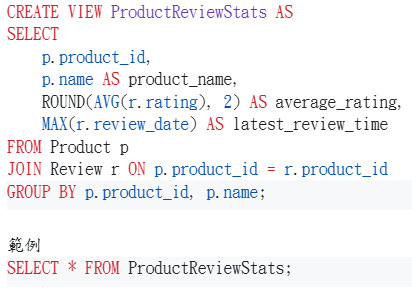 CREATE VIEW ProductReviewStats AS
SELECT
    p.product_id,
    p.name AS product_name,
    ROUND(AVG(r.rating), 2) AS average_rating,
    MAX(r.review_date) AS latest_review_time
FROM Product p
JOIN Review r ON p.product_id = r.product_id
GROUP BY p.product_id, p.name;
範例
SELECT * FROM ProductReviewStats;